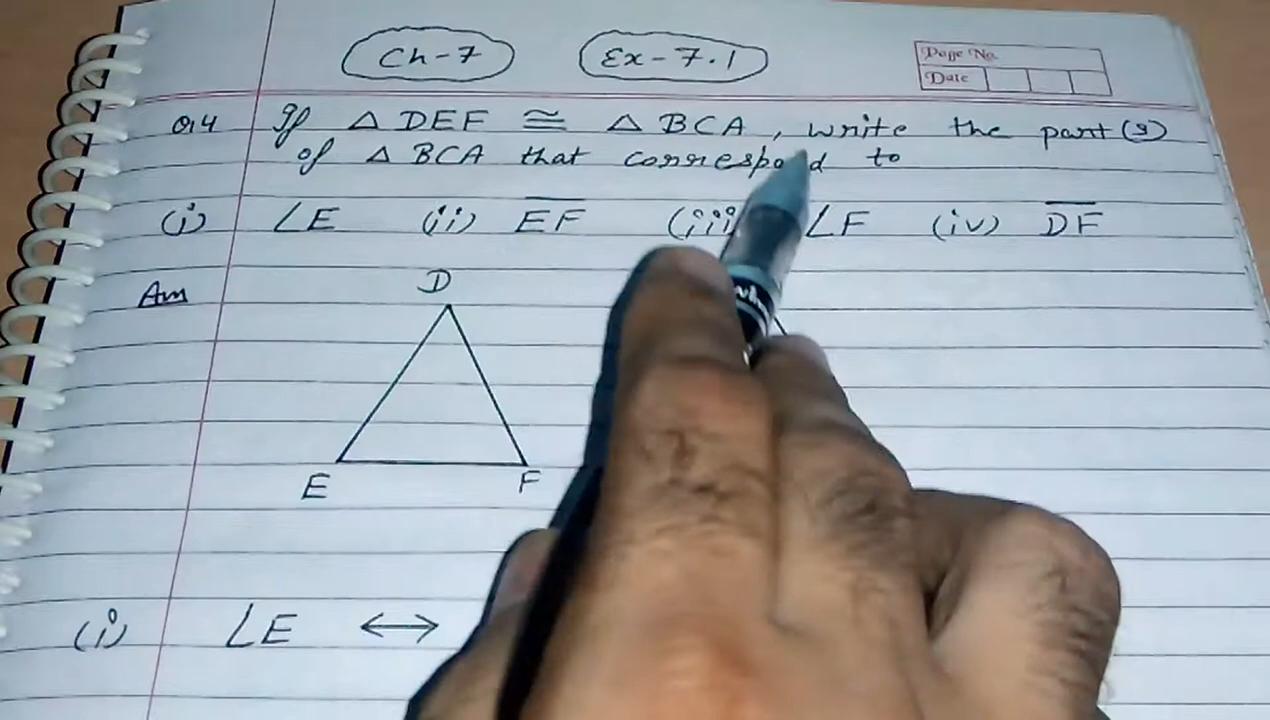 Ch-7 Ex-7.1
Page No.
Date
Q.4 If △ DEF ≅ △ BCA, write the part(s)
of △ BCA that correspond to
(i) ∠E (ii) EF (iii) ∠F (iv) DF
Ans
D
E F
(i) ∠E ↔